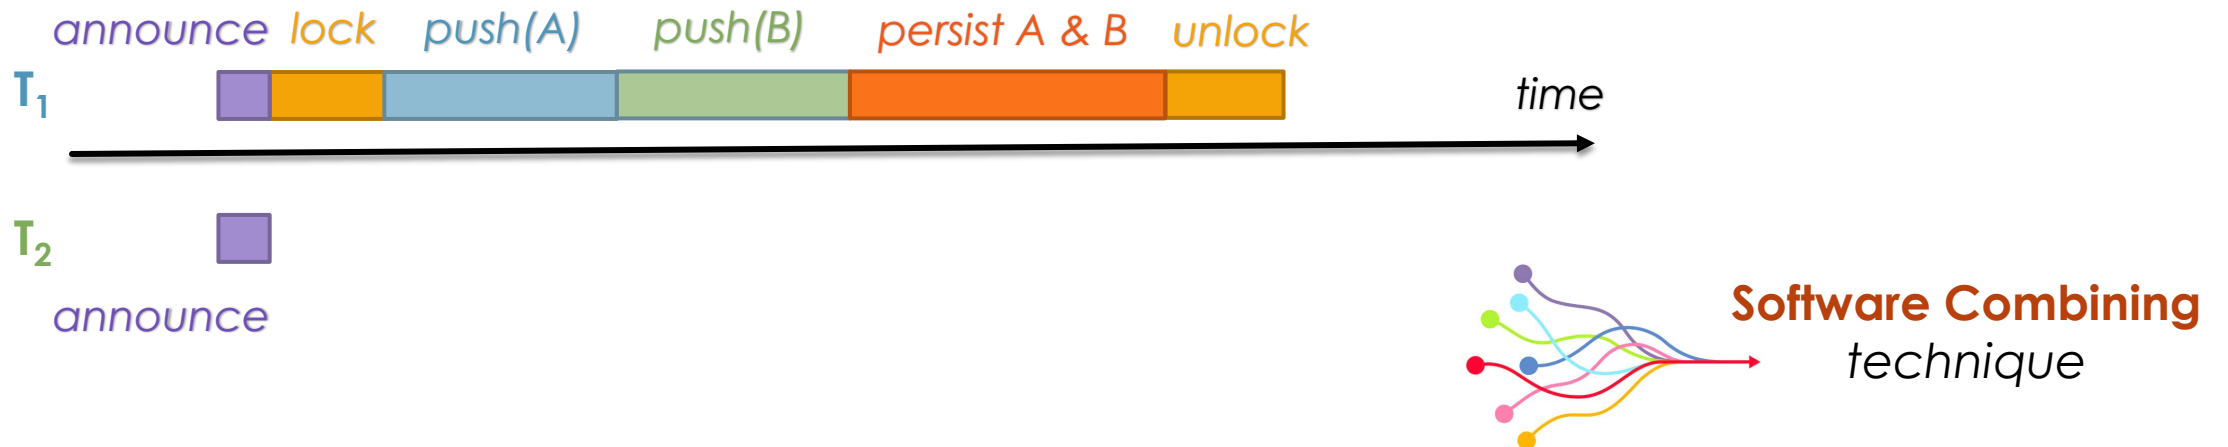 announce lock push(A) push(B) persist A & B unlock
T₁
time
T₂
announce
Software Combining
technique